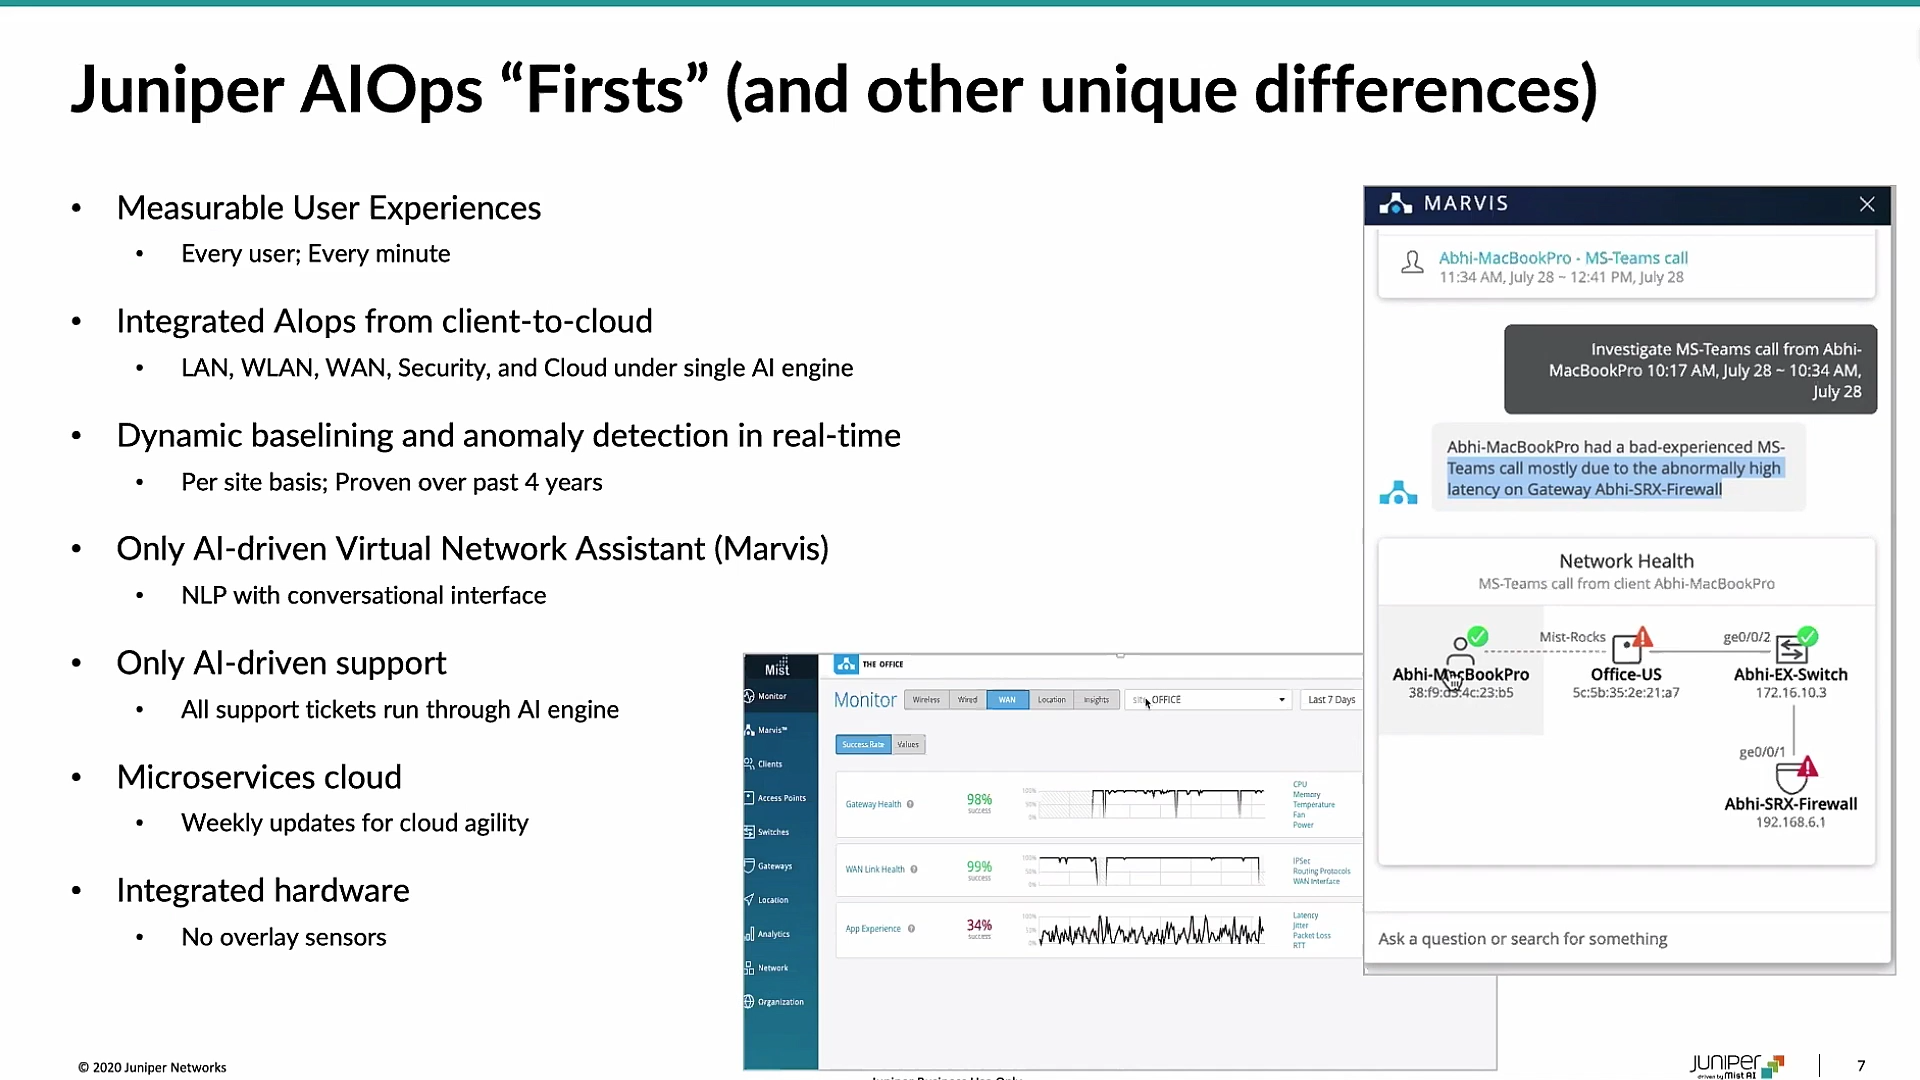 Juniper AIOps “Firsts” (and other unique differences)
• Measurable User Experiences
• Every user; Every minute
• Integrated AIops from client-to-cloud
• LAN, WLAN, WAN, Security, and Cloud under single AI engine
• Dynamic baselining and anomaly detection in real-time
• Per site basis; Proven over past 4 years
• Only AI-driven Virtual Network Assistant (Marvis)
• NLP with conversational interface
• Only AI-driven support
• All support tickets run through AI engine
• Microservices cloud
• Weekly updates for cloud agility
• Integrated hardware
• No overlay sensors
Mist
THE OFFICE
Monitor
Marvis™
Clients
Access Points
Switches
Gateways
Location
Analytics
Network
Organization
Monitor Wireless Wired WAN Location Insights site OFFICE Last 7 Days
Success Rate Values
Gateway Health 98% success
100%
50%
0%
CPU
Memory
Temperature
Fan
Power
WAN Link Health 99% success
100%
50%
0%
IPSec
Routing Protocols
WAN Interface
App Experience 34% success
100%
50%
0%
Latency
Jitter
Packet Loss
RTT
MARVIS
Abhi-MacBookPro - MS-Teams call
11:34 AM, July 28 ~ 12:41 PM, July 28
Investigate MS-Teams call from Abhi-
MacBookPro 10:17 AM, July 28 ~ 10:34 AM,
July 28
Abhi-MacBookPro had a bad-experienced MS-
Teams call mostly due to the abnormally high
latency on Gateway Abhi-SRX-Firewall
Network Health
MS-Teams call from client Abhi-MacBookPro
Mist-Rocks ge0/0/2
Abhi-MacBookPro Office-US Abhi-EX-Switch
38:f9:d3:4c:23:b5 5c:5b:35:2e:21:a7 172.16.10.3
ge0/0/1
Abhi-SRX-Firewall
192.168.6.1
Ask a question or search for something
© 2020 Juniper Networks
Juniper Business Use Only
JUNIPer
driven by Mist AI
7